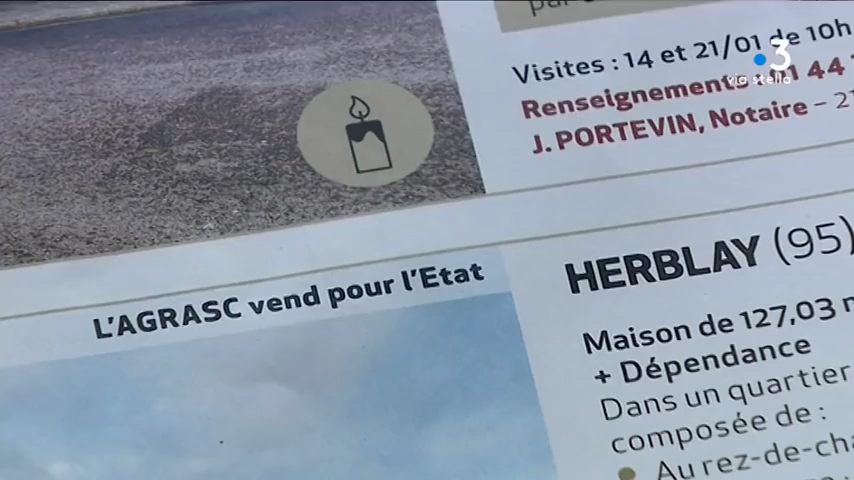 Visites : 14 et 21/01 de 10h
Renseignements 44
J. PORTEVIN, Notaire – 21
3
via stella
L'AGRASC vend pour l'Etat
HERBLAY (95)
Maison de 127,03 m
+ Dépendance
Dans un quartier
composée de :
Au rez-de-cha